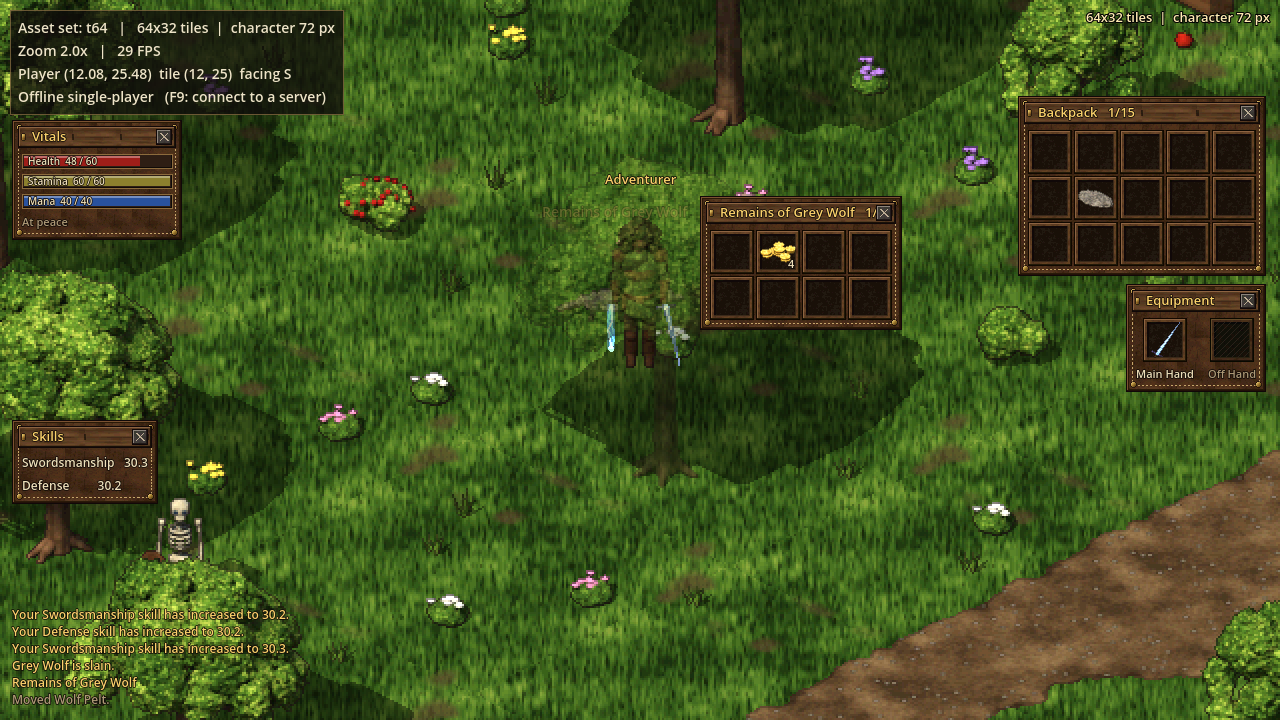 Asset set: t64 | 64x32 tiles | character 72 px
Zoom 2.0x | 29 FPS
Player (12.08, 25.48) tile (12, 25) facing S
Offline single-player (F9: connect to a server)
64x32 tiles | character 72 px
Vitals
Health 48 / 60
Stamina 60 / 60
Mana 40 / 40
At peace
Adventurer
Remains of Grey Wolf
Remains of Grey Wolf 1/
4
Backpack 1/15
Equipment
Main Hand Off Hand
Skills
Swordsmanship 30.3
Defense 30.2
Your Swordsmanship skill has increased to 30.2.
Your Defense skill has increased to 30.2.
Your Swordsmanship skill has increased to 30.3.
Grey Wolf is slain.
Remains of Grey Wolf
Moved Wolf Pelt.